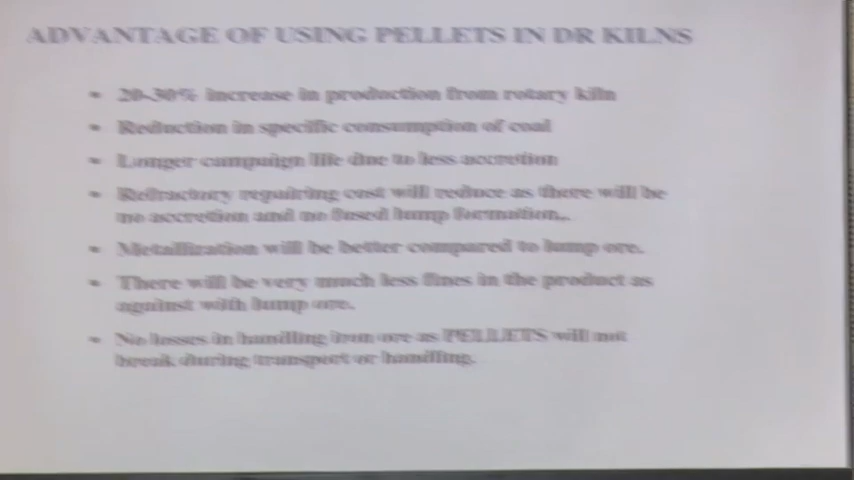 ADVANTAGE OF USING PELLETS IN DR KILNS
• 20-30% increase in production from rotary kiln
• Reduction in specific consumption of coal
• Longer campaign life due to less accretion
• Refractory repairing cost will reduce as there will be
no accretion and no fused lump formation..
• Metallization will be better compared to lump ore.
• There will be very much less fines in the product as
against with lump ore.
• No losses in handling iron ore as PELLETS will not
break during transport or handling.